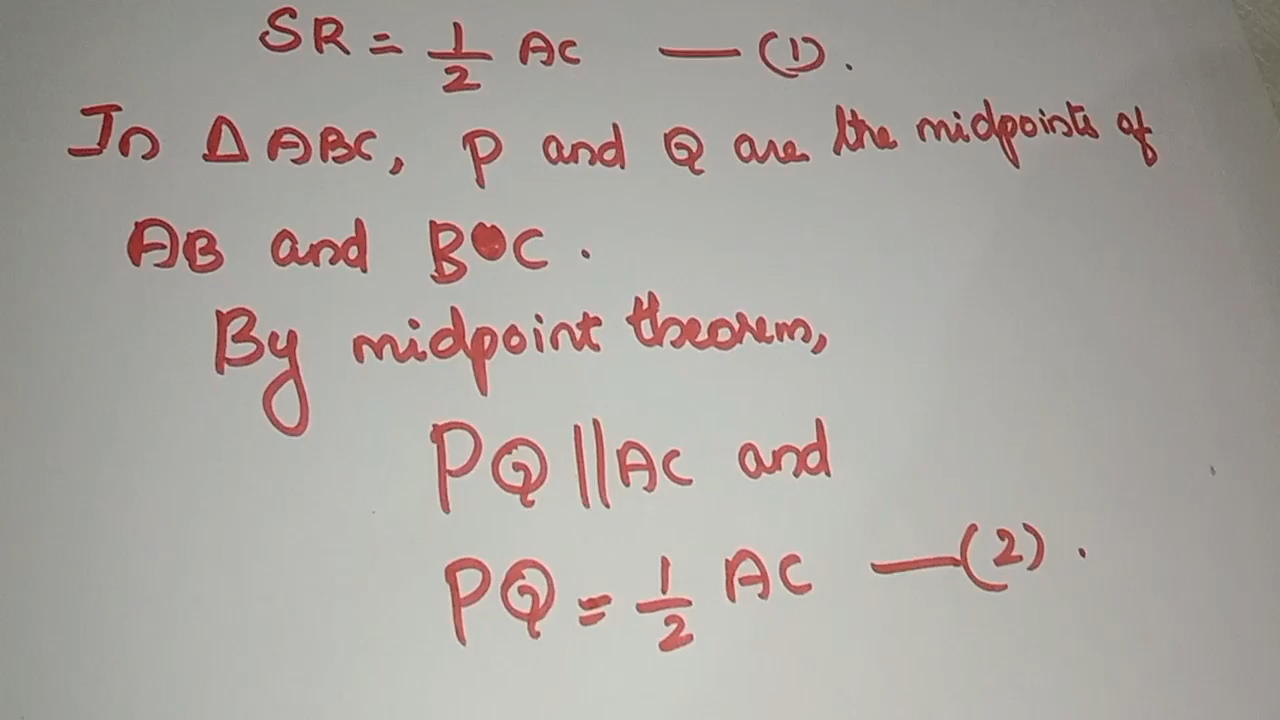 SR = 1/2 AC — (1).
In Δ ABC, P and Q are the midpoints of
AB and BC.
By midpoint theorem,
PQ || AC and
PQ = 1/2 AC — (2).